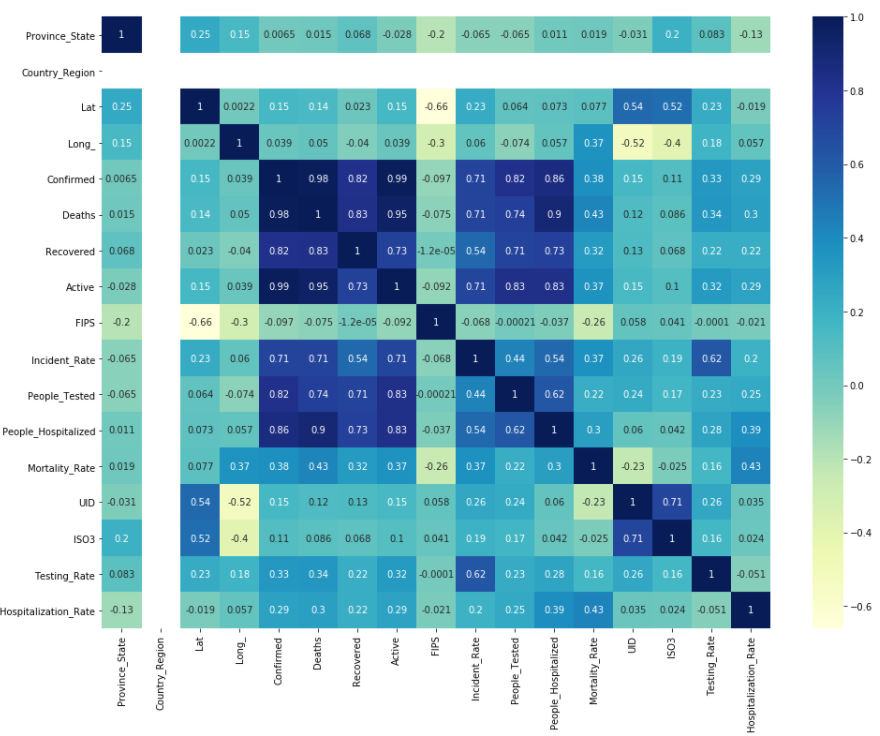 Province_State 1 0.25 0.15 0.0065 0.015 0.068 -0.028 -0.2 -0.065 -0.065 0.011 0.019 -0.031 0.2 0.083 -0.13
Country_Region
Lat 0.25 1 0.0022 0.15 0.14 0.023 0.15 -0.66 0.23 0.064 0.073 0.077 0.54 0.52 0.23 -0.019
Long_ 0.15 0.0022 1 0.039 0.05 -0.04 0.039 -0.3 0.06 -0.074 0.057 0.37 -0.52 -0.4 0.18 0.057
Confirmed 0.0065 0.15 0.039 1 0.98 0.82 0.99 -0.097 0.71 0.82 0.86 0.38 0.15 0.11 0.33 0.29
Deaths 0.015 0.14 0.05 0.98 1 0.83 0.95 -0.075 0.71 0.74 0.9 0.43 0.12 0.086 0.34 0.3
Recovered 0.068 0.023 -0.04 0.82 0.83 1 0.73 -1.2e-05 0.54 0.71 0.73 0.32 0.13 0.068 0.22 0.22
Active -0.028 0.15 0.039 0.99 0.95 0.73 1 -0.092 0.71 0.83 0.83 0.37 0.15 0.1 0.32 0.29
FIPS -0.2 -0.66 -0.3 -0.097 -0.075 -1.2e-05 -0.092 1 -0.068 -0.00021 -0.037 -0.26 0.058 0.041 -0.0001 -0.021
Incident_Rate -0.065 0.23 0.06 0.71 0.71 0.54 0.71 -0.068 1 0.44 0.54 0.37 0.26 0.19 0.62 0.2
People_Tested -0.065 0.064 -0.074 0.82 0.74 0.71 0.83 -0.00021 0.44 1 0.62 0.22 0.24 0.17 0.23 0.25
People_Hospitalized 0.011 0.073 0.057 0.86 0.9 0.73 0.83 -0.037 0.54 0.62 1 0.3 0.06 0.042 0.28 0.39
Mortality_Rate 0.019 0.077 0.37 0.38 0.43 0.32 0.37 -0.26 0.37 0.22 0.3 1 -0.23 -0.025 0.16 0.43
UID -0.031 0.54 -0.52 0.15 0.12 0.13 0.15 0.058 0.26 0.24 0.06 -0.23 1 0.71 0.26 0.035
ISO3 0.2 0.52 -0.4 0.11 0.086 0.068 0.1 0.041 0.19 0.17 0.042 -0.025 0.71 1 0.16 0.024
Testing_Rate 0.083 0.23 0.18 0.33 0.34 0.22 0.32 -0.0001 0.62 0.23 0.28 0.16 0.26 0.16 1 -0.051
Hospitalization_Rate -0.13 -0.019 0.057 0.29 0.3 0.22 0.29 -0.021 0.2 0.25 0.39 0.43 0.035 0.024 -0.051 1
Province_State
Country_Region
Lat
Long_
Confirmed
Deaths
Recovered
Active
FIPS
Incident_Rate
People_Tested
People_Hospitalized
Mortality_Rate
UID
ISO3
Testing_Rate
Hospitalization_Rate
1.0
0.8
0.6
0.4
0.2
0.0
−0.2
−0.4
−0.6